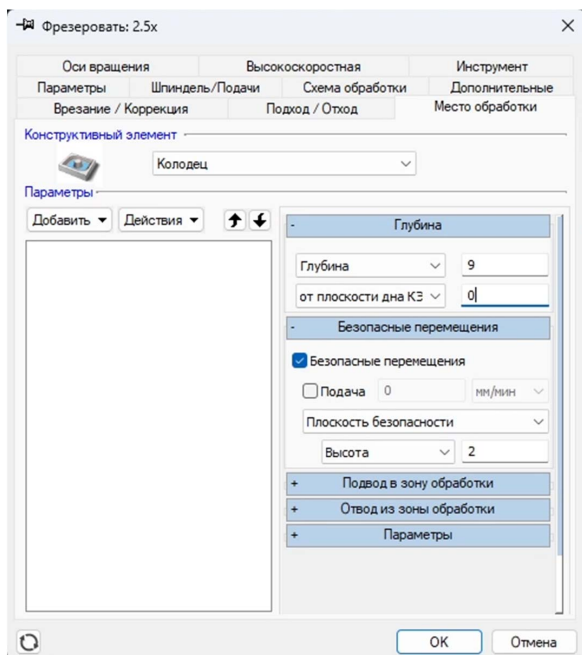 Фрезеровать: 2.5x
Оси вращения Высокоскоростная Инструмент
Параметры Шпиндель/Подачи Схема обработки Дополнительные
Врезание / Коррекция Подход / Отход Место обработки
Конструктивный элемент
Колодец
Параметры
Добавить Действия
- Глубина
Глубина 9
от плоскости дна КЭ 0
- Безопасные перемещения
Безопасные перемещения
Подача 0 мм/мин
Плоскость безопасности
Высота 2
+ Подвод в зону обработки
+ Отвод из зоны обработки
+ Параметры
OK Отмена